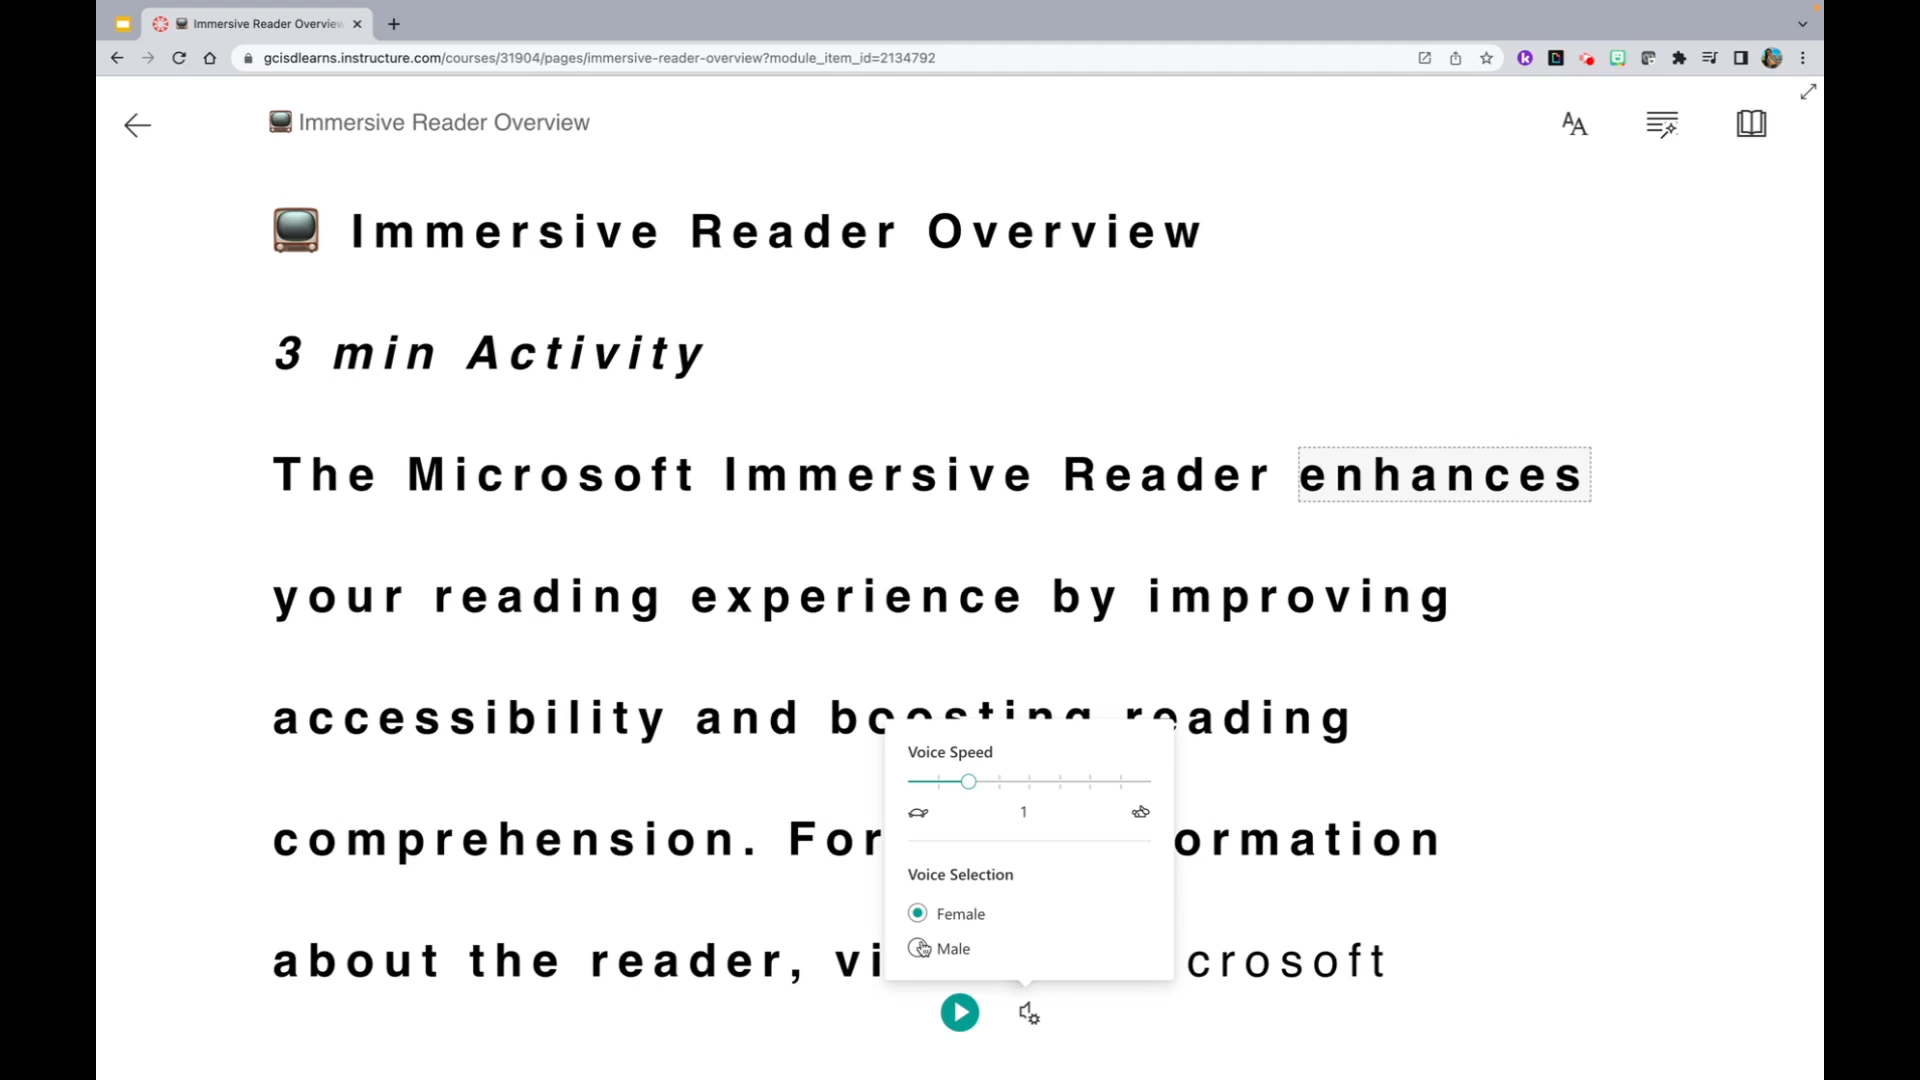 Immersive Reader Overview
gcisdlearns.instructure.com/courses/31904/pages/immersive-reader-overview?module_item_id=2134792
Immersive Reader Overview
AA
Immersive Reader Overview
3 min Activity
The Microsoft Immersive Reader enhances
your reading experience by improving
accessibility and boosting reading
comprehension. For ormation
about the reader, vi crosoft
Voice Speed
1
Voice Selection
Female
Male